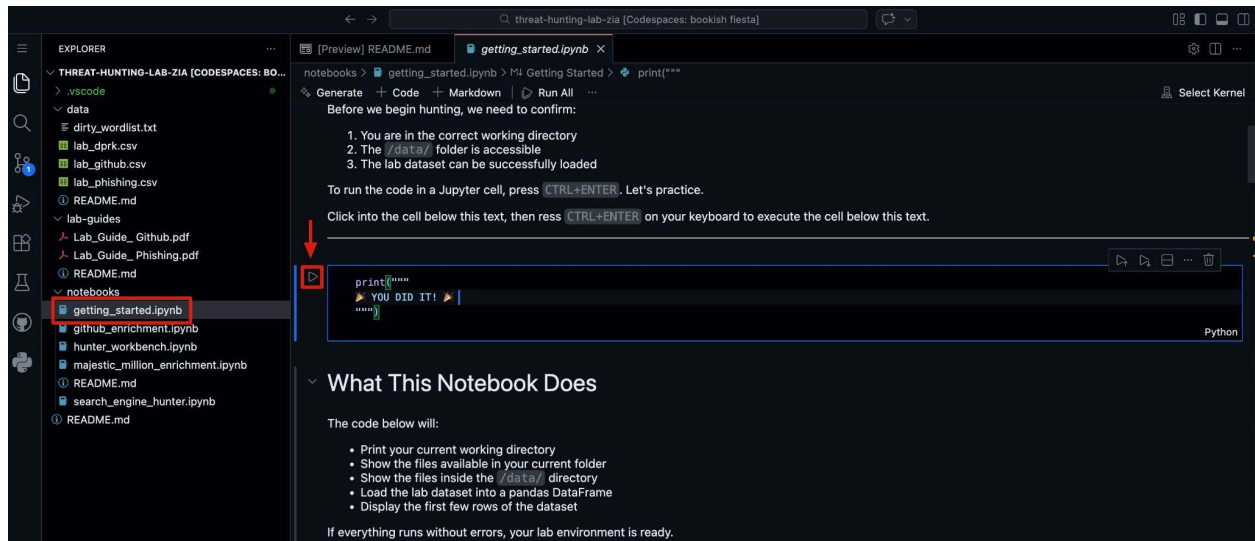 threat-hunting-lab-zia [Codespaces: bookish fiesta]
EXPLORER
THREAT-HUNTING-LAB-ZIA [CODESPACES: BO...
.vscode
data
dirty_wordlist.txt
lab_dprk.csv
lab_github.csv
lab_phishing.csv
README.md
lab-guides
Lab_Guide_ Github.pdf
Lab_Guide_ Phishing.pdf
README.md
notebooks
getting_started.ipynb
github_enrichment.ipynb
hunter_workbench.ipynb
majestic_million_enrichment.ipynb
README.md
search_engine_hunter.ipynb
README.md
1
[Preview] README.md getting_started.ipynb
notebooks > getting_started.ipynb > M↓ Getting Started > print("""
Generate + Code + Markdown Run All ... Select Kernel
Before we begin hunting, we need to confirm:
1. You are in the correct working directory
2. The /data/ folder is accessible
3. The lab dataset can be successfully loaded
To run the code in a Jupyter cell, press CTRL+ENTER. Let's practice.
Click into the cell below this text, then ress CTRL+ENTER on your keyboard to execute the cell below this text.
print("""
🎉 YOU DID IT! 🎉
""")
Python
What This Notebook Does
The code below will:
• Print your current working directory
• Show the files available in your current folder
• Show the files inside the /data/ directory
• Load the lab dataset into a pandas DataFrame
• Display the first few rows of the dataset
If everything runs without errors, your lab environment is ready.